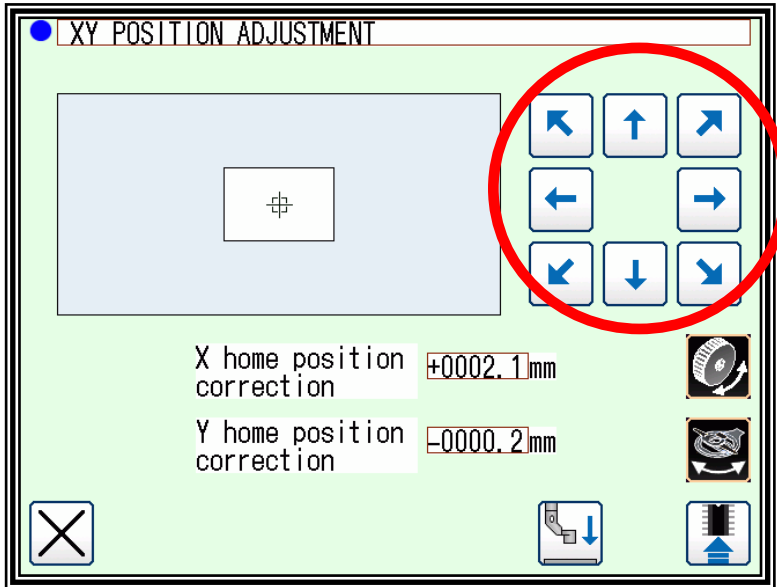 XY POSITION ADJUSTMENT
X home position
correction
+0002.1mm
Y home position
correction
-0000.2mm